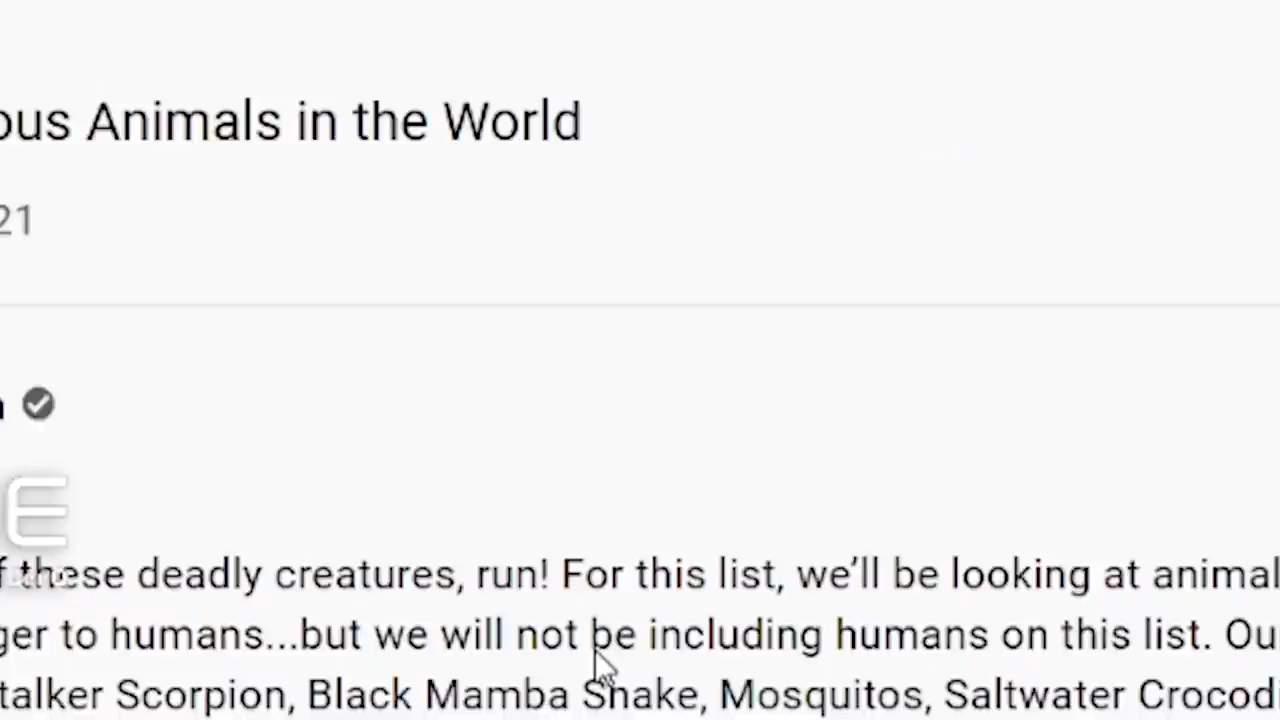 ous Animals in the World
21
E
f these deadly creatures, run! For this list, we’ll be looking at animal
ger to humans...but we will not be including humans on this list. Ou
talker Scorpion, Black Mamba Snake, Mosquitos, Saltwater Crocodi